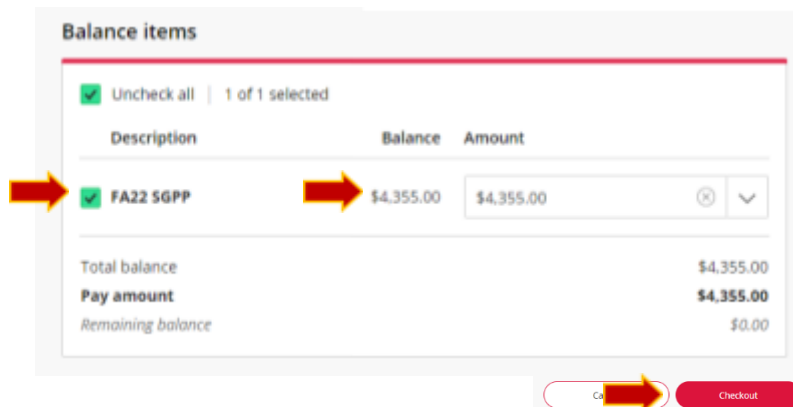 Balance items
Uncheck all | 1 of 1 selected
Description Balance Amount
FA22 SGPP $4,355.00 $4,355.00
Total balance $4,355.00
Pay amount $4,355.00
Remaining balance $0.00
Checkout